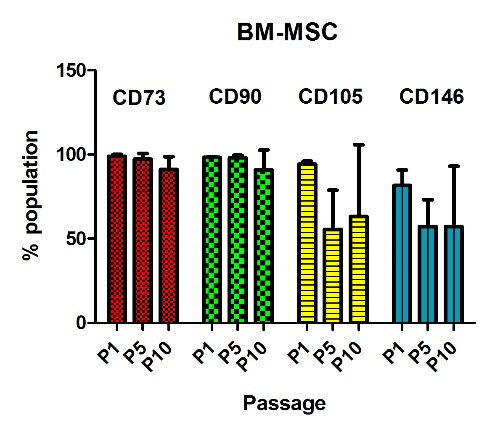 BM-MSC
150
100
50
0
% population
CD73 CD90 CD105 CD146
P1 P5 P10 P1 P5 P10 P1 P5 P10 P1 P5 P10
Passage